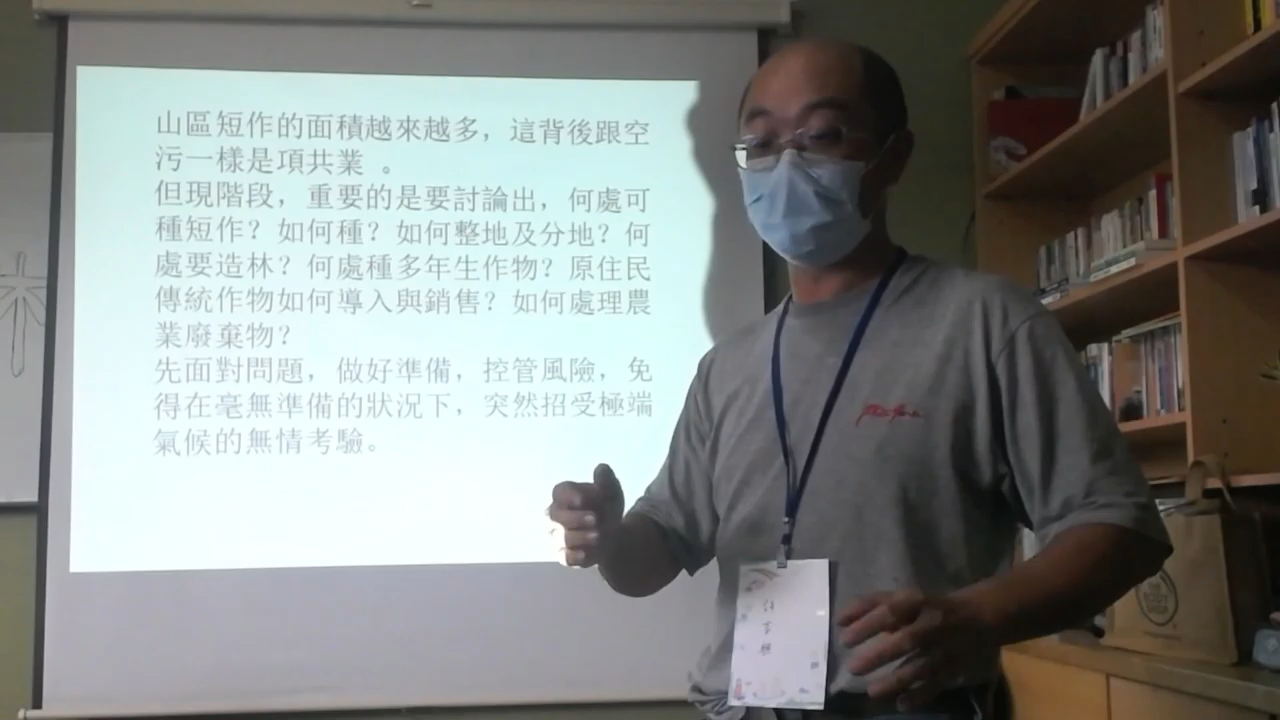 山區短作的面積越來越多，這背後跟空
污一樣是項共業 。
但現階段，重要的是要討論出，何處可
種短作？如何種？如何整地及分地？何
處要造林？何處種多年生作物？原住民
傳統作物如何導入與銷售？如何處理農
業廢棄物？
先面對問題，做好準備，控管風險，免
得在毫無準備的狀況下，突然招受極端
氣候的無情考驗。
THE BODY SHOP